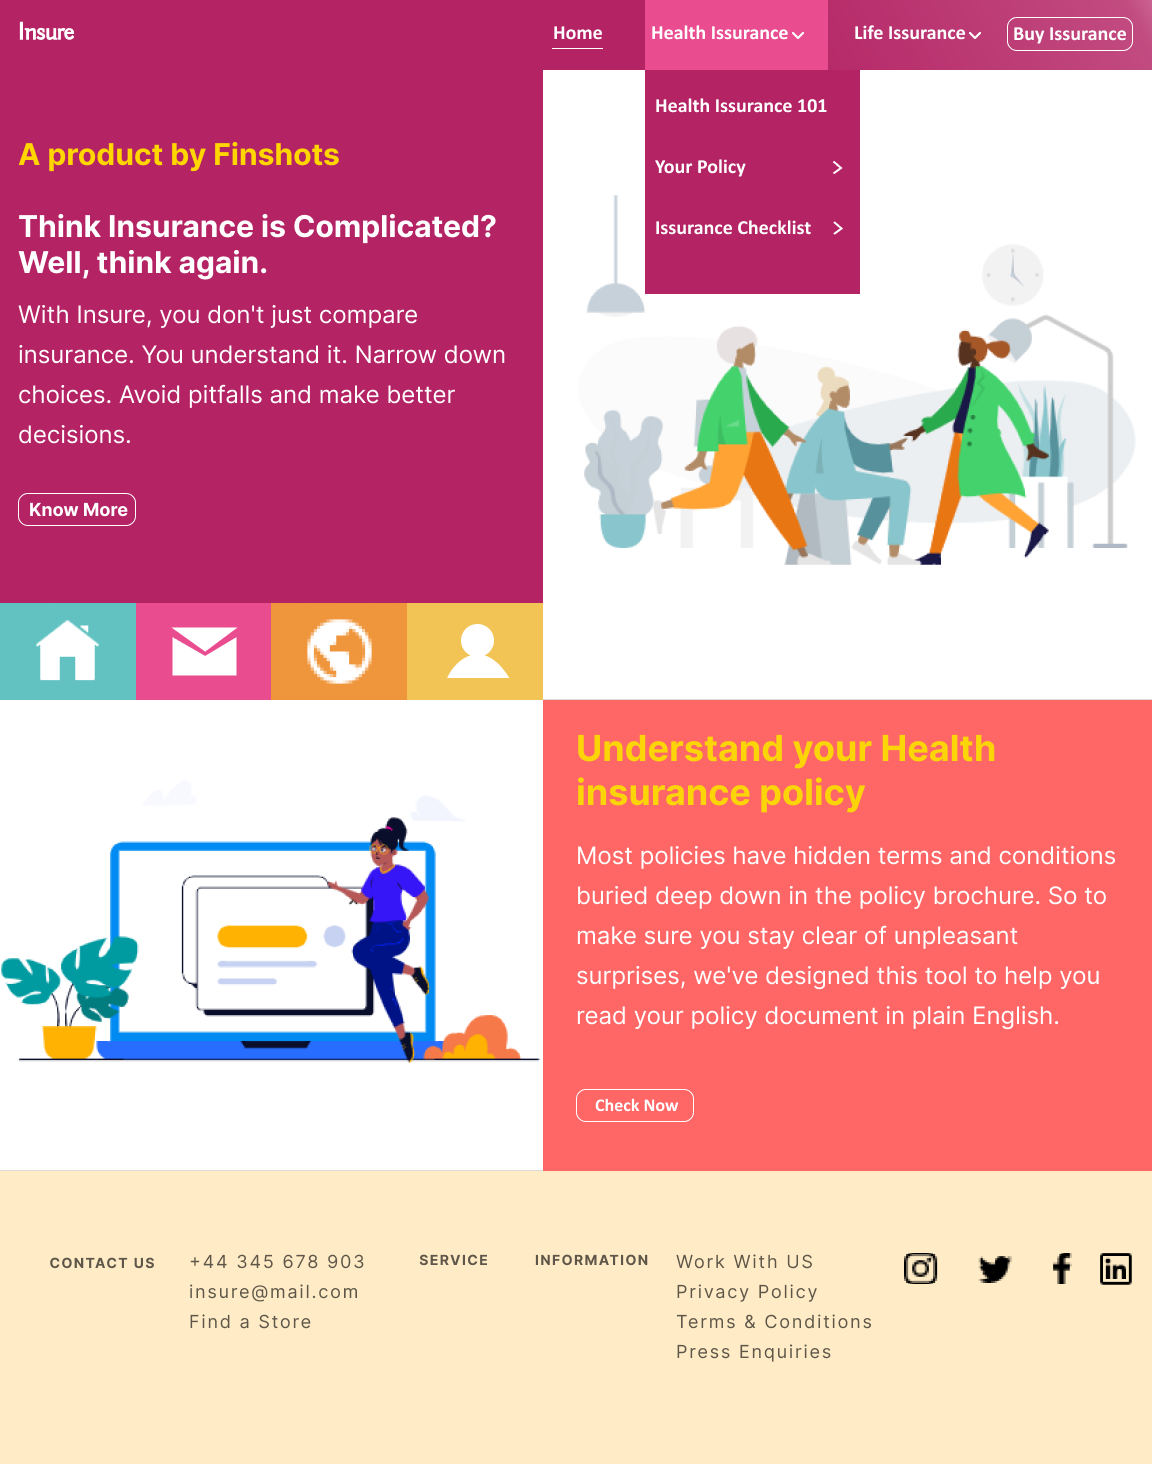 Insure
Home
Health Issurance
Life Issurance
Buy Issurance
Health Issurance 101
Your Policy
Issurance Checklist
A product by Finshots
Think Insurance is Complicated?
Well, think again.
With Insure, you don't just compare
insurance. You understand it. Narrow down
choices. Avoid pitfalls and make better
decisions.
Know More
Understand your Health
insurance policy
Most policies have hidden terms and conditions
buried deep down in the policy brochure. So to
make sure you stay clear of unpleasant
surprises, we've designed this tool to help you
read your policy document in plain English.
Check Now
CONTACT US
+44 345 678 903
insure@mail.com
Find a Store
SERVICE
INFORMATION
Work With US
Privacy Policy
Terms & Conditions
Press Enquiries